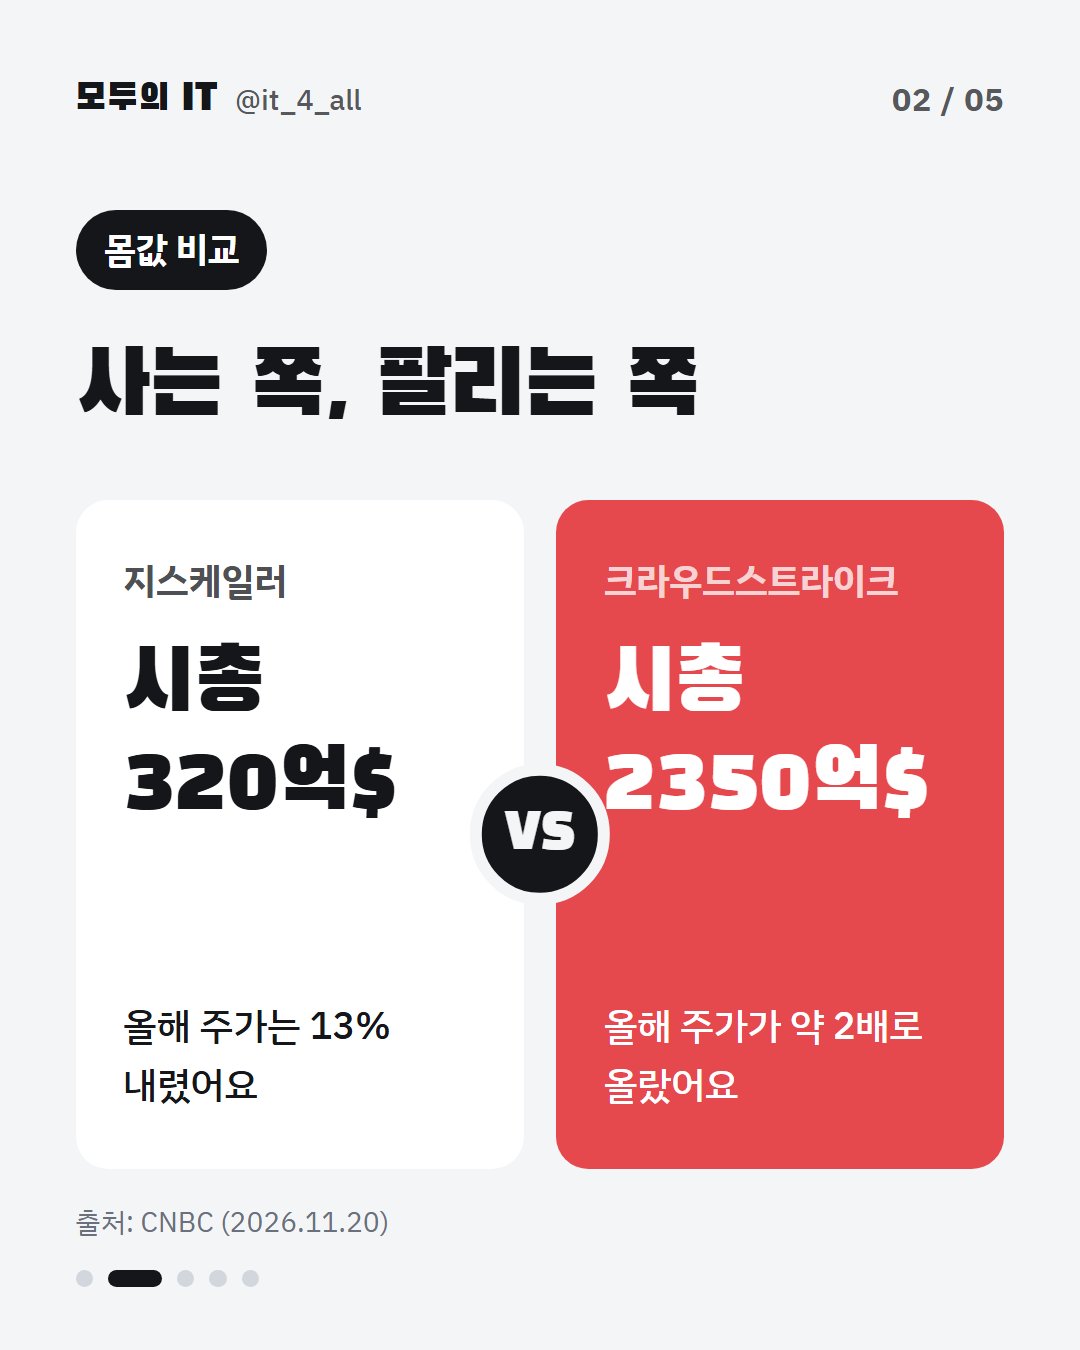 모두의 IT @it_4_all
02 / 05
몸값 비교
사는 쪽, 팔리는 쪽
지스케일러
시총
320억$
올해 주가는 13%
내렸어요
VS
크라우드스트라이크
시총
2350억$
올해 주가가 약 2배로
올랐어요
출처: CNBC (2026.11.20)